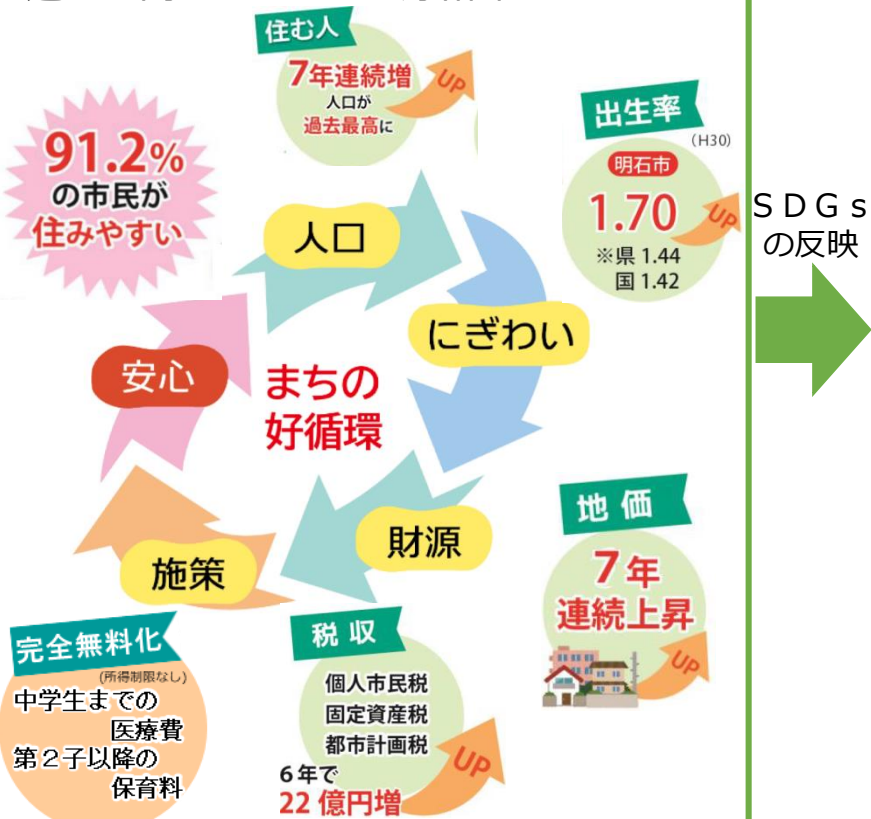 住む人
7年連続増
人口が
過去最高に
UP
91.2%
の市民が
住みやすい
出生率
(H30)
明石市
1.70
UP
※県 1.44
国 1.42
SDGs
の反映
人口
にぎわい
安心
まちの
好循環
財源
施策
地価
7年
連続上昇
UP
完全無料化
(所得制限なし)
中学生までの
医療費
第2子以降の
保育料
税収
個人市民税
固定資産税
都市計画税
6年で
22億円増
UP